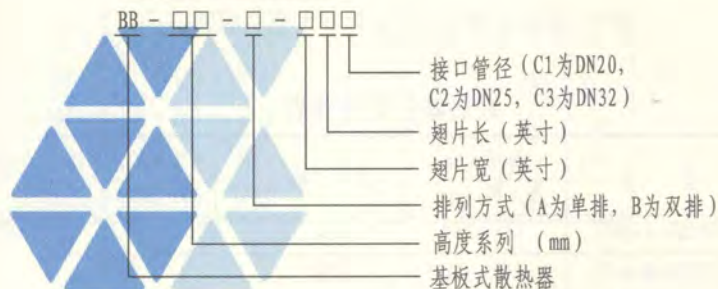 BB-□□-□-□□□
接口管径（C1为DN20，
C2为DN25，C3为DN32）
翅片长（英寸）
翅片宽（英寸）
排列方式（A为单排，B为双排）
高度系列 （mm）
基板式散热器